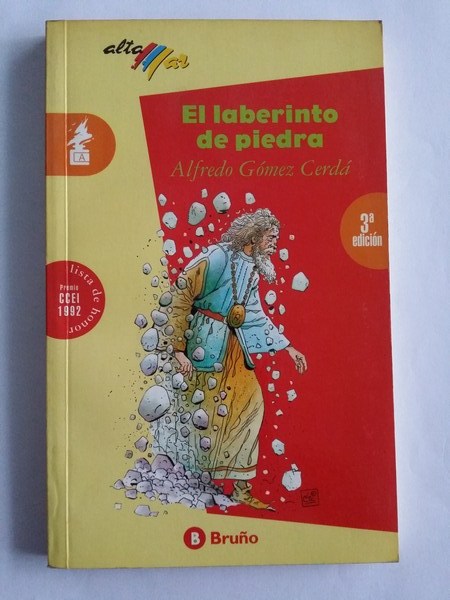 alta
mar
El laberinto
de piedra
Alfredo Gómez Cerdá
A
3ª
edición
lista de honor
Premio
CCEI
1992
B Bruño